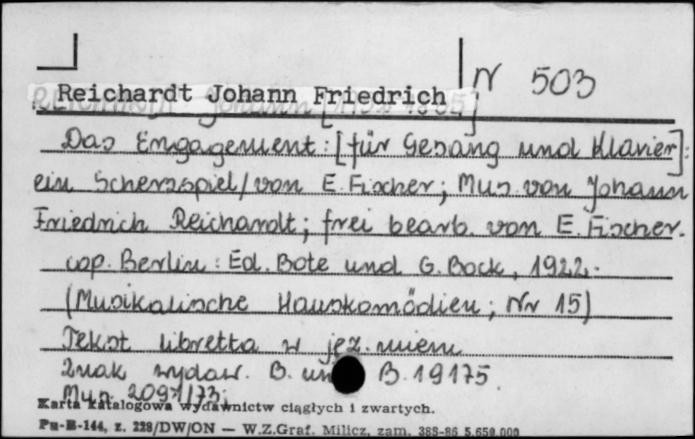 N 503
Reichardt Johann Friedrich
Das Engagement: [für Gesang und Klavier]:
ein Scherzspiel / von E. Fischer; Mus. von Johann
Friedrich Reichardt; frei bearb. von E. Fischer.
cop. Berlin: Ed. Bote und G. Bock, 1922.
(Musikalische Hauskomödien; Nr 15)
Tekst libretta w jęz. niem.
Znak wydaw. B. un B. 19175.
Mus. 2091/73;
Karta katalogowa wydawnictw ciągłych i zwartych.
Pu-B-144, z. 228/DW/ON — W.Z.Graf. Milicz, zam. 388-86 5.650.000